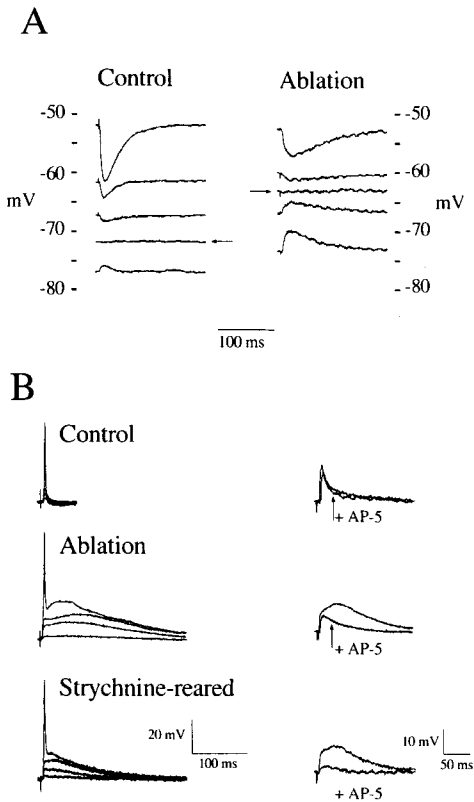 A
Control
Ablation
-50
-60
mV
-70
-80
-50
-60
mV
-70
-80
100 ms
B
Control
+ AP-5
Ablation
+ AP-5
Strychnine-reared
20 mV
100 ms
10 mV
50 ms
+ AP-5